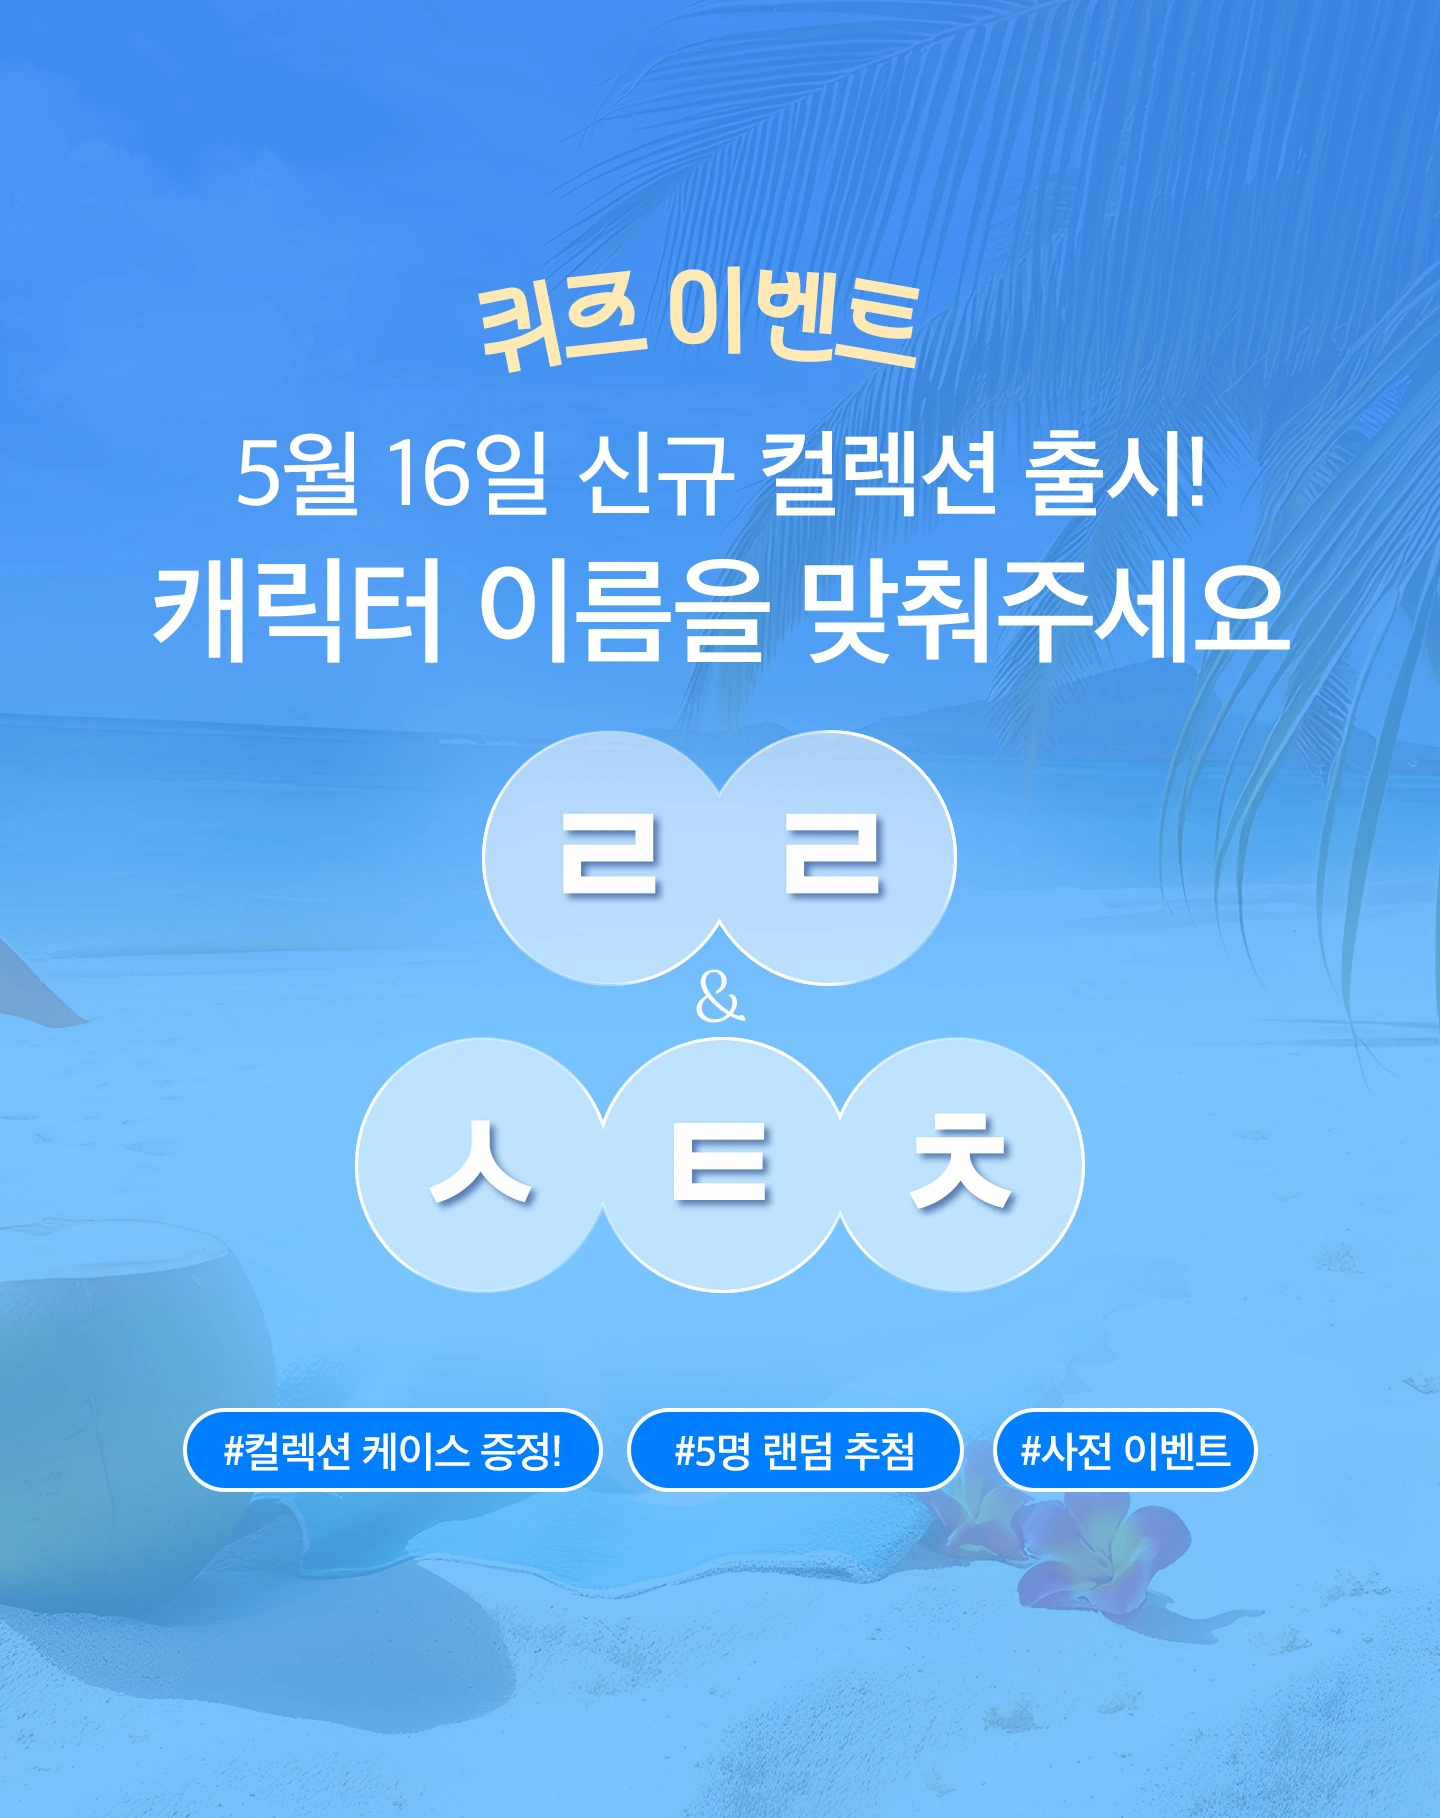 퀴즈 이벤트
5월 16일 신규 컬렉션 출시!
캐릭터 이름을 맞춰주세요
ㄹ ㄹ
&
ㅅ ㅌ ㅊ
#컬렉션 케이스 증정! #5명 랜덤 추첨 #사전 이벤트